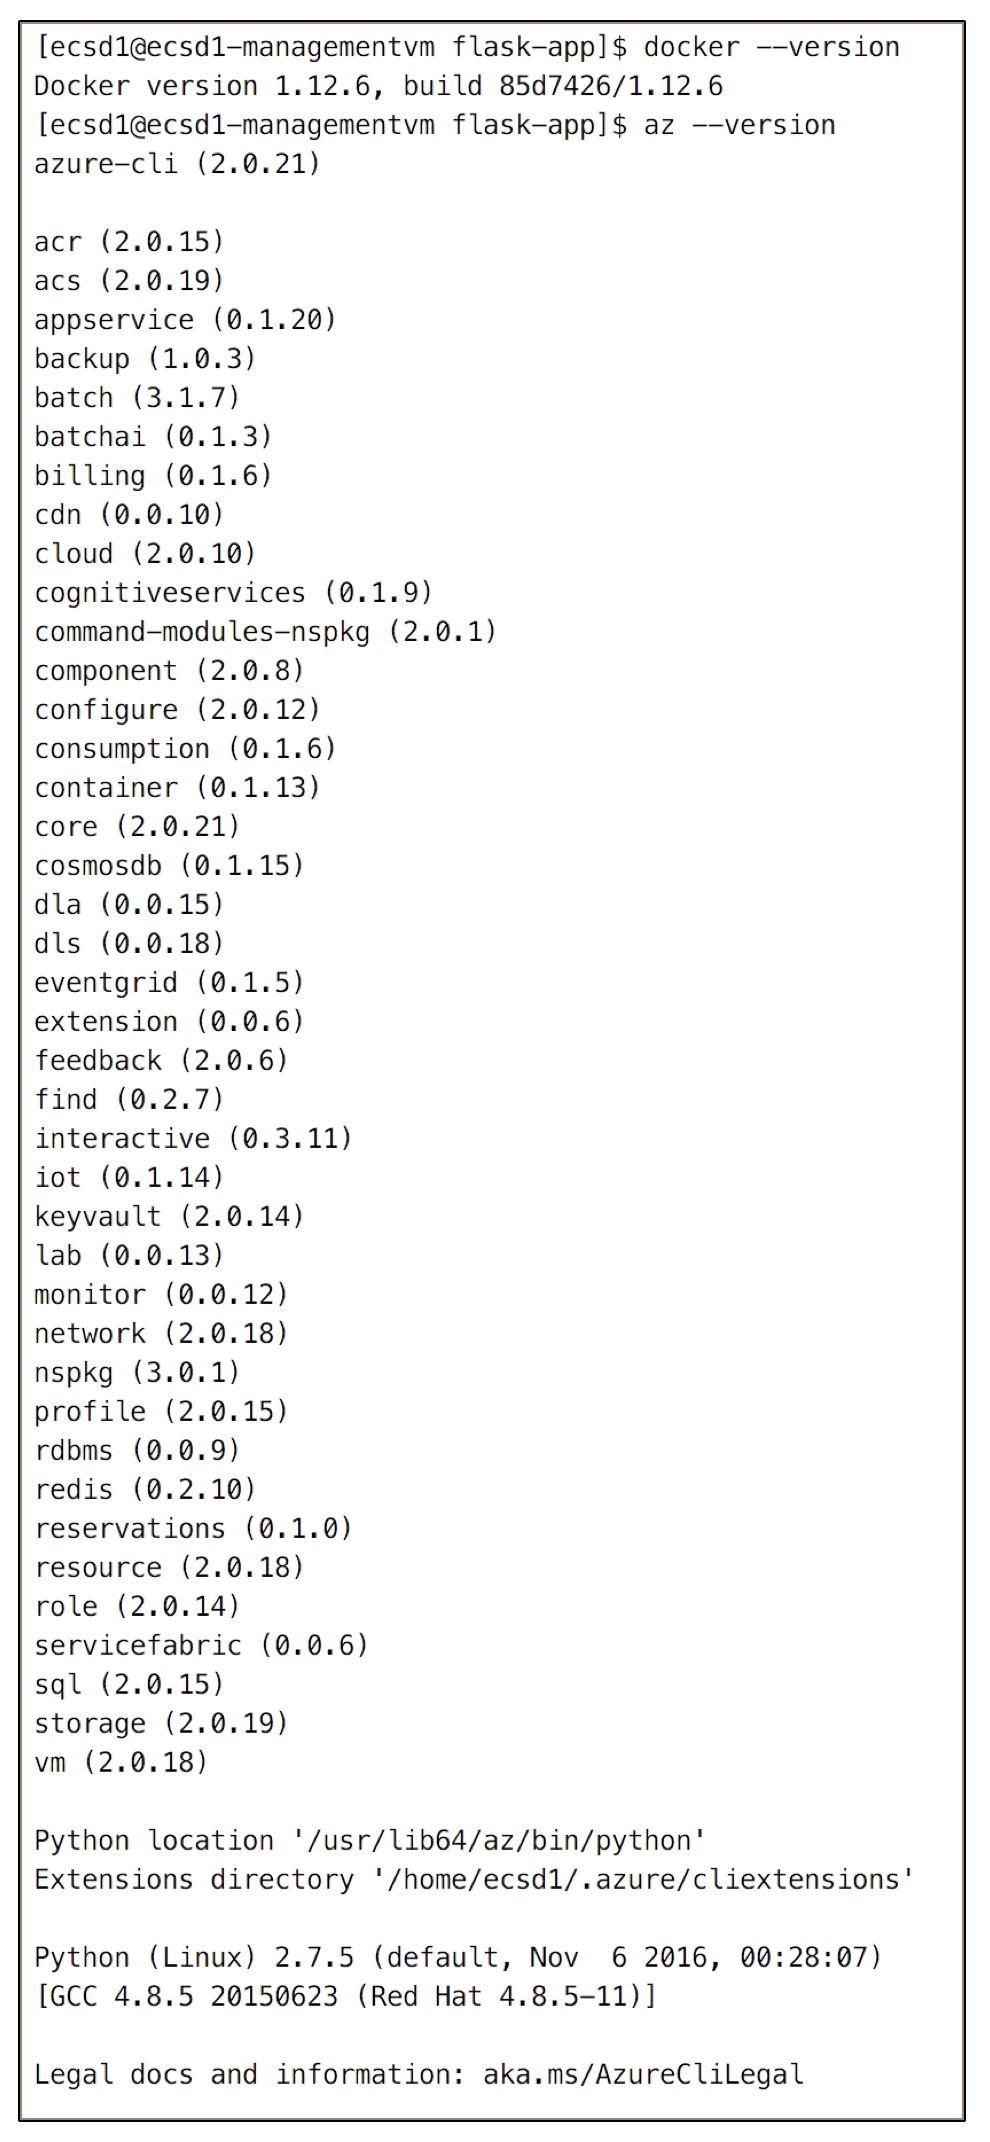 [ecsd1@ecsd1-managementvm flask-app]$ docker --version
Docker version 1.12.6, build 85d7426/1.12.6
[ecsd1@ecsd1-managementvm flask-app]$ az --version
azure-cli (2.0.21)

acr (2.0.15)
acs (2.0.19)
appservice (0.1.20)
backup (1.0.3)
batch (3.1.7)
batchai (0.1.3)
billing (0.1.6)
cdn (0.0.10)
cloud (2.0.10)
cognitiveservices (0.1.9)
command-modules-nspkg (2.0.1)
component (2.0.8)
configure (2.0.12)
consumption (0.1.6)
container (0.1.13)
core (2.0.21)
cosmosdb (0.1.15)
dla (0.0.15)
dls (0.0.18)
eventgrid (0.1.5)
extension (0.0.6)
feedback (2.0.6)
find (0.2.7)
interactive (0.3.11)
iot (0.1.14)
keyvault (2.0.14)
lab (0.0.13)
monitor (0.0.12)
network (2.0.18)
nspkg (3.0.1)
profile (2.0.15)
rdbms (0.0.9)
redis (0.2.10)
reservations (0.1.0)
resource (2.0.18)
role (2.0.14)
servicefabric (0.0.6)
sql (2.0.15)
storage (2.0.19)
vm (2.0.18)

Python location '/usr/lib64/az/bin/python'
Extensions directory '/home/ecsd1/.azure/cliextensions'

Python (Linux) 2.7.5 (default, Nov  6 2016, 00:28:07)
[GCC 4.8.5 20150623 (Red Hat 4.8.5-11)]

Legal docs and information: aka.ms/AzureCliLegal